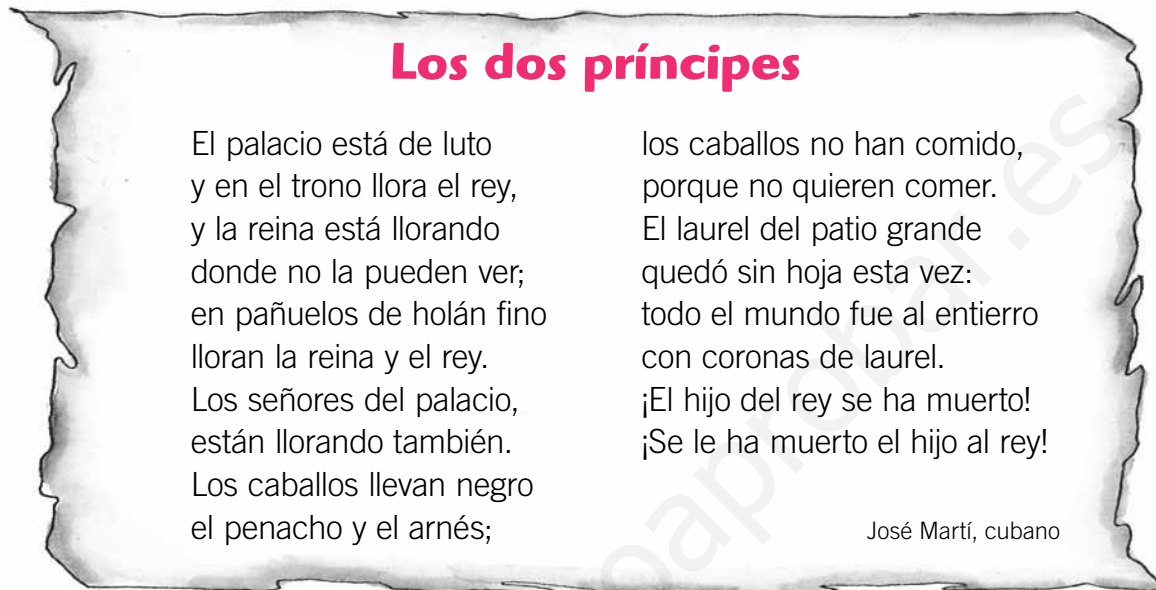 Los dos príncipes
El palacio está de luto
y en el trono llora el rey,
y la reina está llorando
donde no la pueden ver;
en pañuelos de holán fino
lloran la reina y el rey.
Los señores del palacio,
están llorando también.
Los caballos llevan negro
el penacho y el arnés;
los caballos no han comido,
porque no quieren comer.
El laurel del patio grande
quedó sin hoja esta vez:
todo el mundo fue al entierro
con coronas de laurel.
¡El hijo del rey se ha muerto!
¡Se le ha muerto el hijo al rey!
José Martí, cubano
oaprobar.es